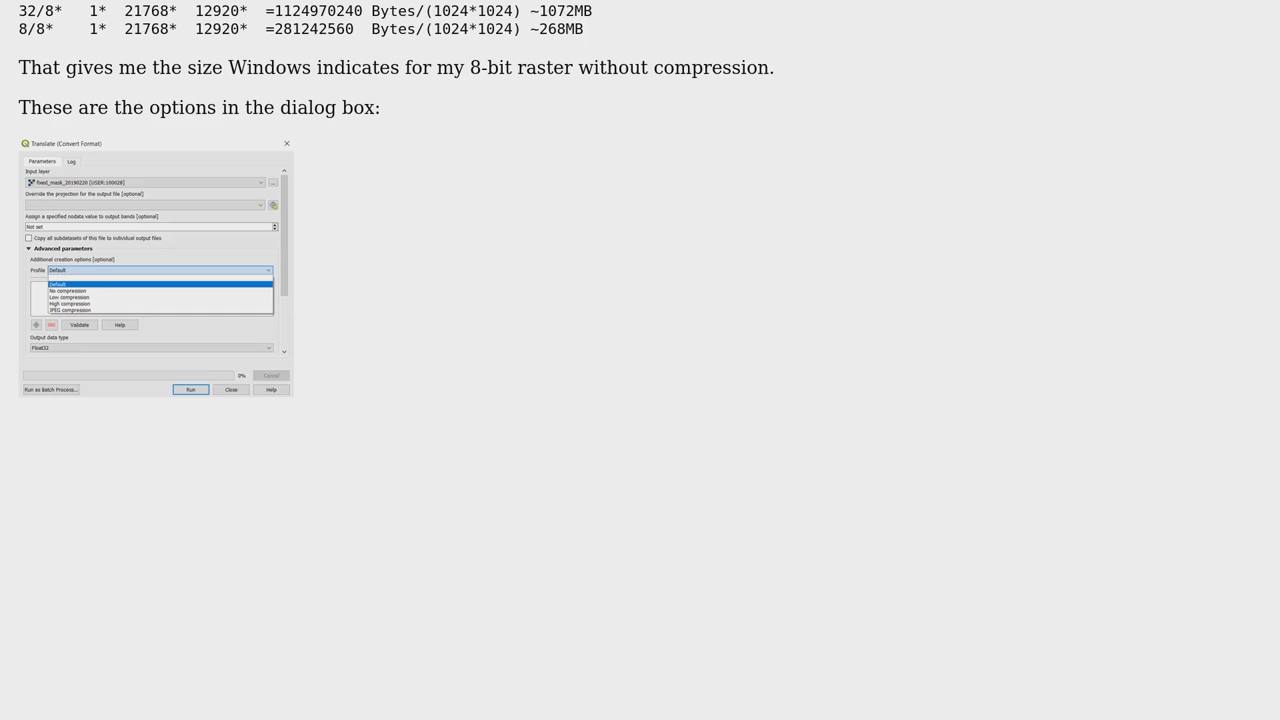 32/8*   1*  21768*  12920*  =1124970240 Bytes/(1024*1024) ~1072MB
8/8*    1*  21768*  12920*  =281242560  Bytes/(1024*1024) ~268MB
That gives me the size Windows indicates for my 8-bit raster without compression.
These are the options in the dialog box:
Translate (Convert Format)
Parameters Log
Input layer
fixed_mask_20190220 [USER:100028]
...
Override the projection for the output file [optional]
Assign a specified nodata value to output bands [optional]
Not set
Copy all subdatasets of this file to individual output files
Advanced parameters
Additional creation options [optional]
Profile Default
Default
No compression
Low compression
High compression
JPEG compression
Validate Help
Output data type
Float32
0% Cancel
Run as Batch Process... Run Close Help